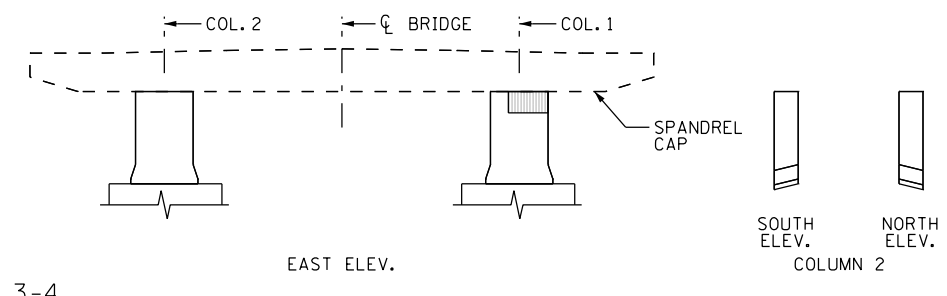 COL. 2
℄ BRIDGE
COL. 1
SPANDREL
CAP
SOUTH
ELEV.
NORTH
ELEV.
EAST ELEV.
COLUMN 2
3-4